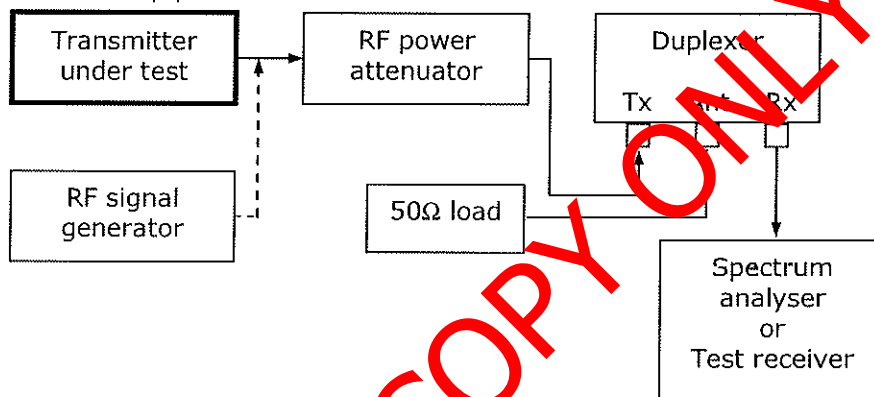 Transmitter
under test
RF power
attenuator
Duplexer
Tx
Ant
Rx
RF signal
generator
50Ω load
Spectrum
analyser
or
Test receiver
COPY ONLY